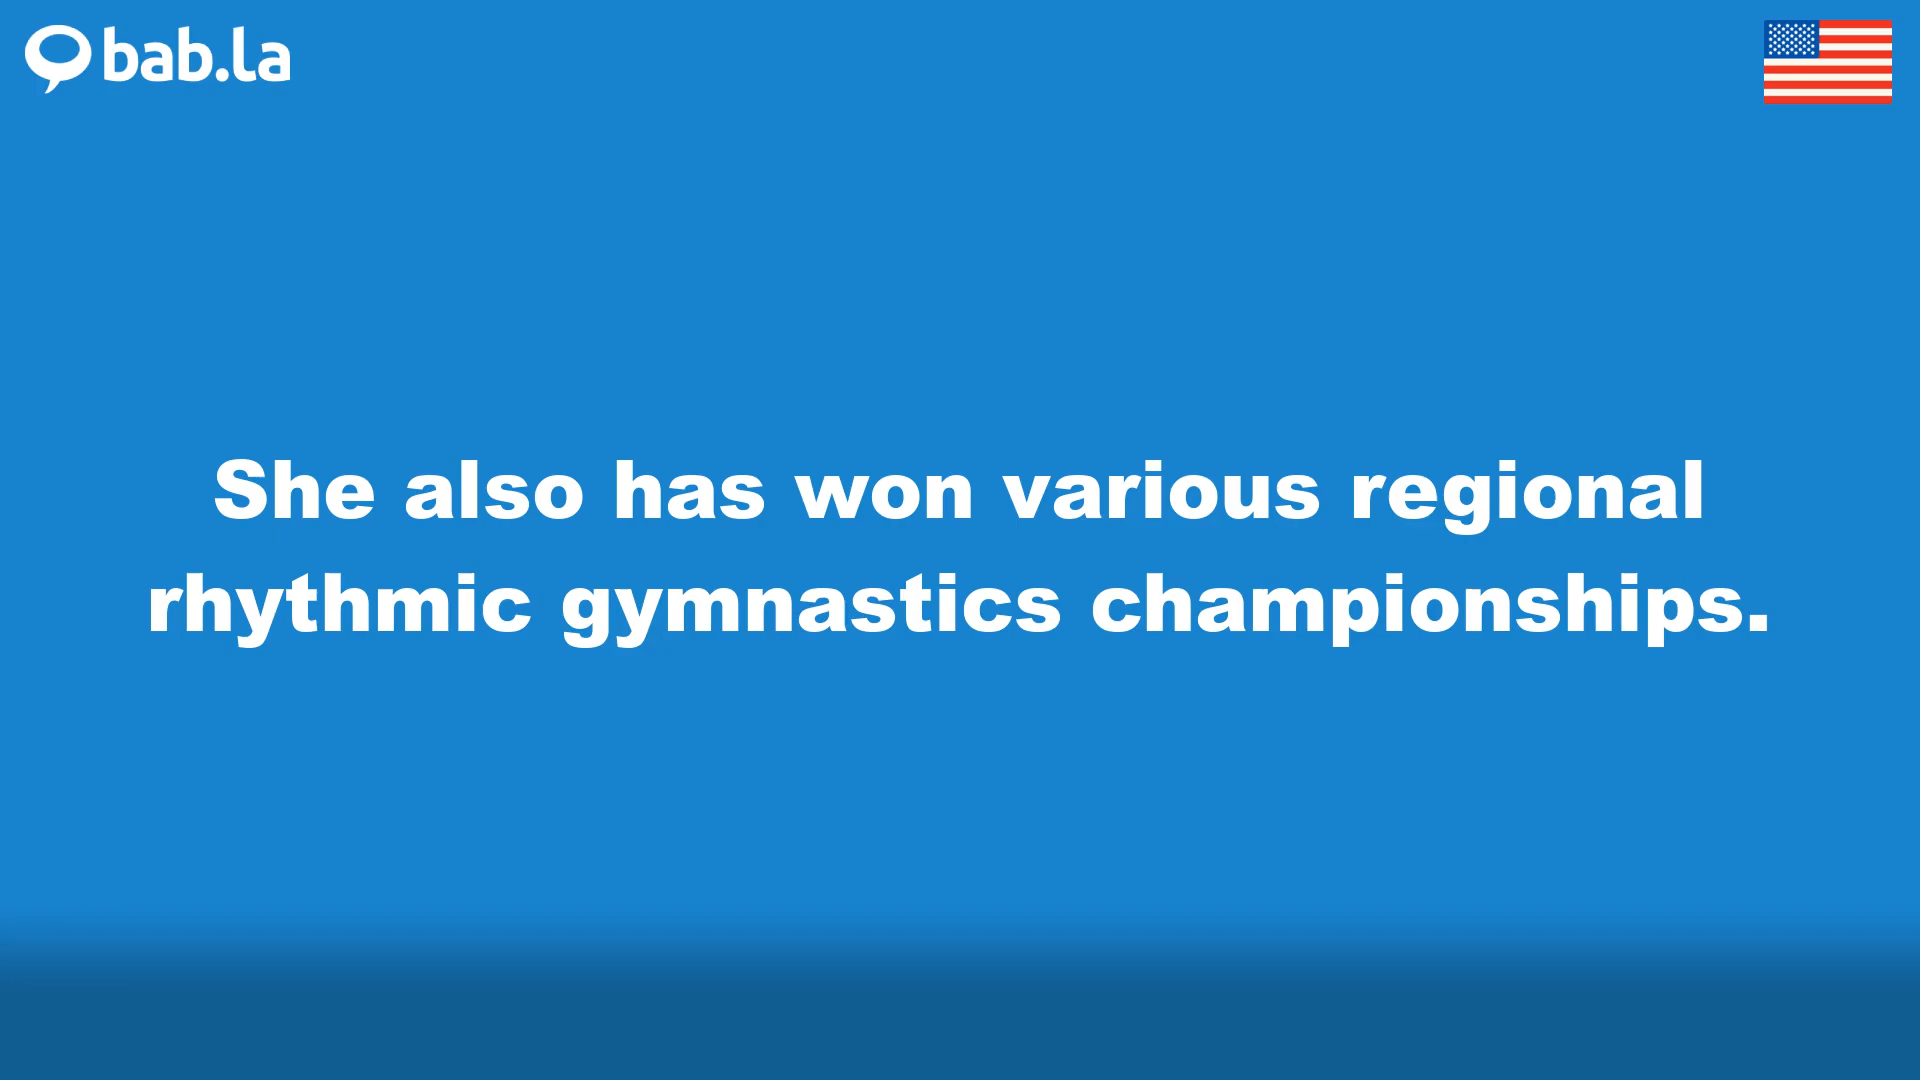 bab.la
She also has won various regional
rhythmic gymnastics championships.